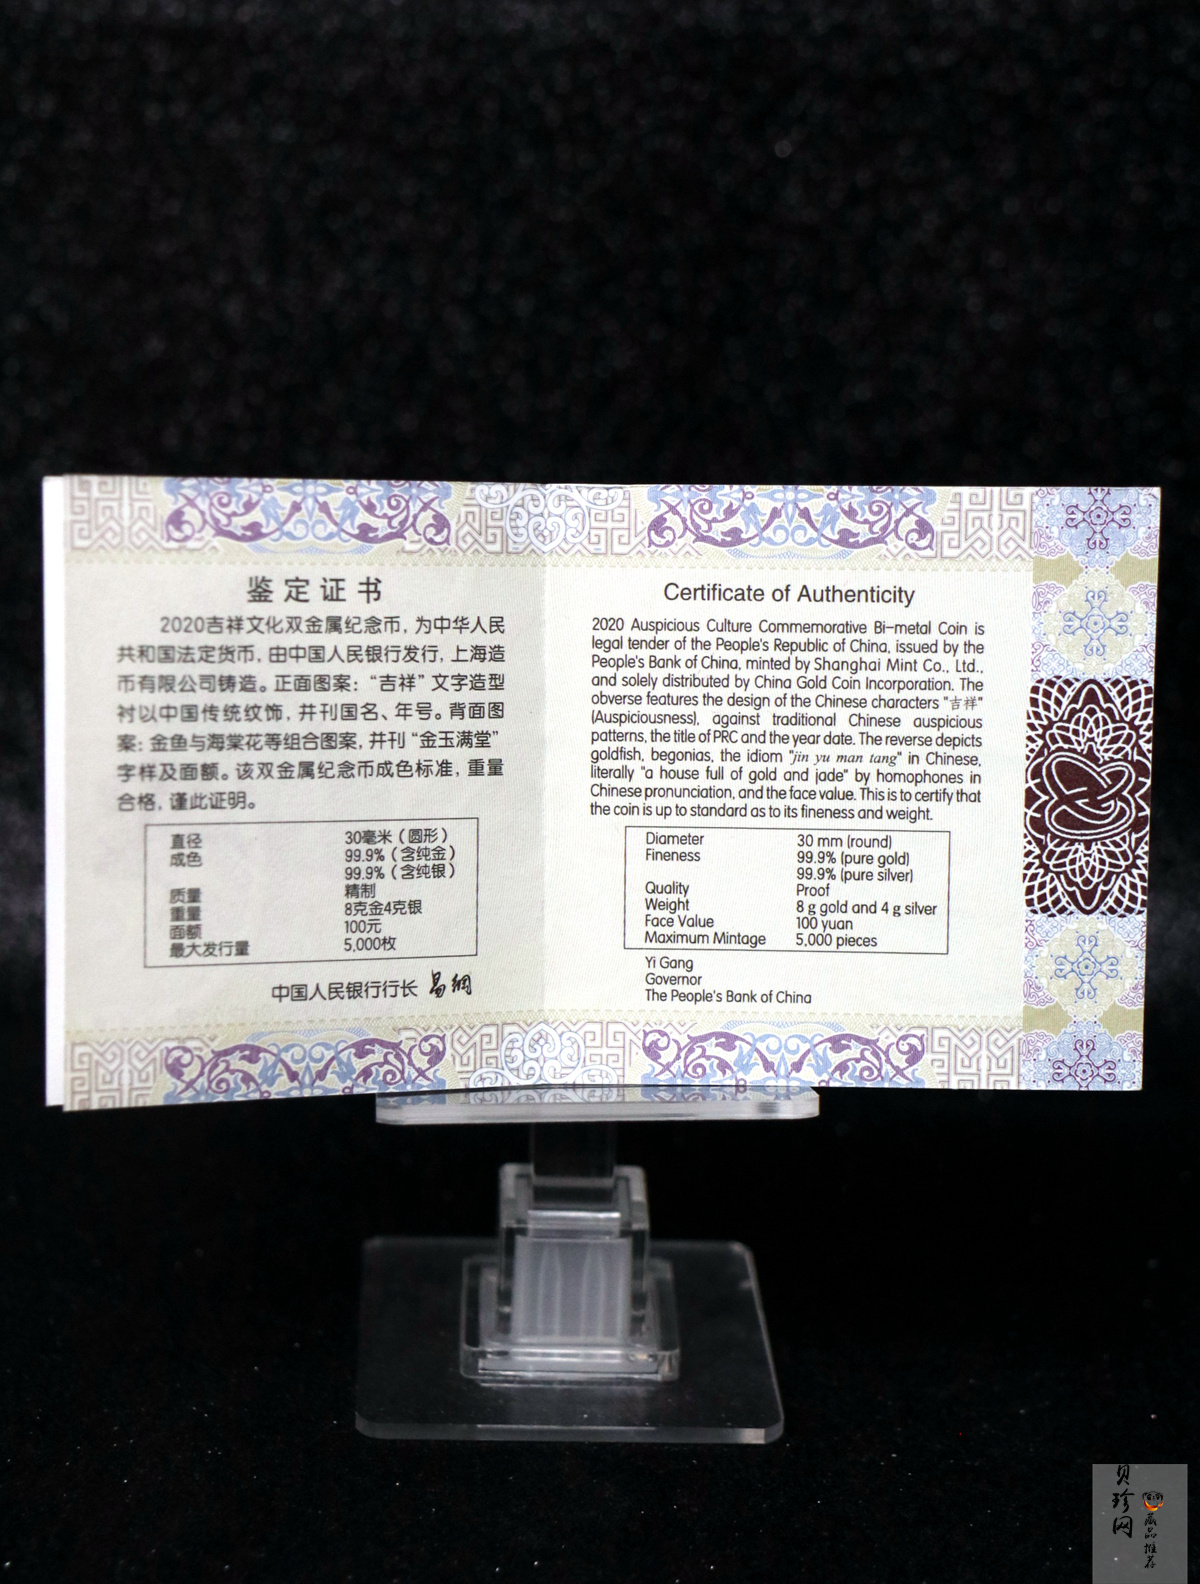 鉴定证书
2020吉祥文化双金属纪念币，为中华人民
共和国法定货币，由中国人民银行发行，上海造
币有限公司铸造。正面图案：“吉祥”文字造型
衬以中国传统纹饰，并刊国名、年号。背面图
案：金鱼与海棠花等组合图案，并刊“金玉满堂”
字样及面额。该双金属纪念币成色标准，重量
合格，谨此证明。
直径 30毫米（圆形）
成色 99.9%（含纯金）
99.9%（含纯银）
质量 精制
重量 8克金4克银
面额 100元
最大发行量 5,000枚
中国人民银行行长 易纲
Certificate of Authenticity
2020 Auspicious Culture Commemorative Bi-metal Coin is
legal tender of the People's Republic of China, issued by the
People's Bank of China, minted by Shanghai Mint Co., Ltd.,
and solely distributed by China Gold Coin Incorporation. The
obverse features the design of the Chinese characters "吉祥"
(Auspiciousness), against traditional Chinese auspicious
patterns, the title of PRC and the year date. The reverse depicts
goldfish, begonias, the idiom "jin yu man tang" in Chinese,
literally "a house full of gold and jade" by homophones in
Chinese pronunciation, and the face value. This is to certify that
the coin is up to standard as to its fineness and weight.
Diameter 30 mm (round)
Fineness 99.9% (pure gold)
99.9% (pure silver)
Quality Proof
Weight 8 g gold and 4 g silver
Face Value 100 yuan
Maximum Mintage 5,000 pieces
Yi Gang
Governor
The People's Bank of China
贝珍网
藏品推荐